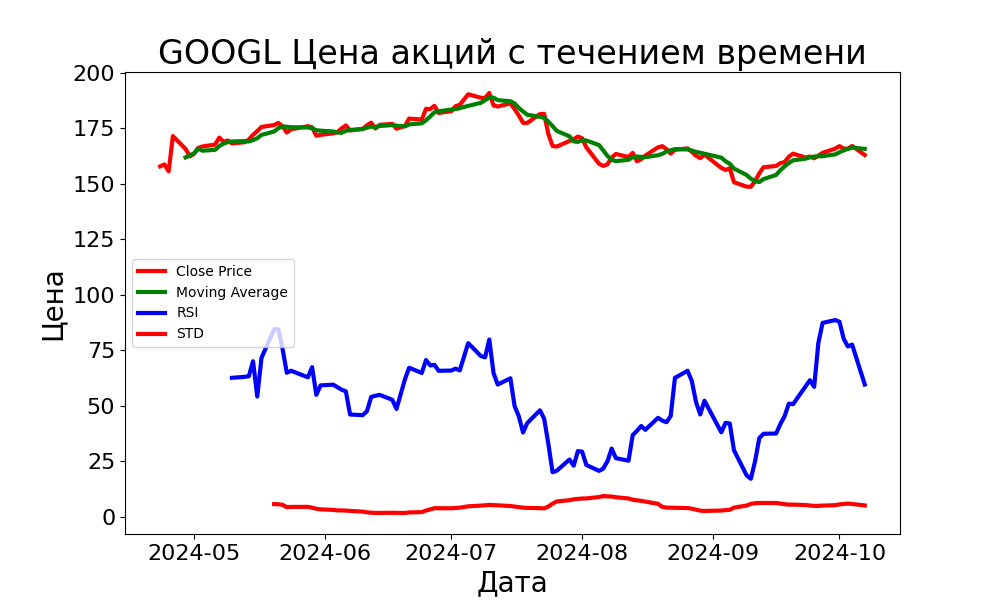 GOOGL Цена акций с течением времени
200
175
150
125
100
75
50
25
0
Цена
Close Price
Moving Average
RSI
STD
2024-05 2024-06 2024-07 2024-08 2024-09 2024-10
Дата